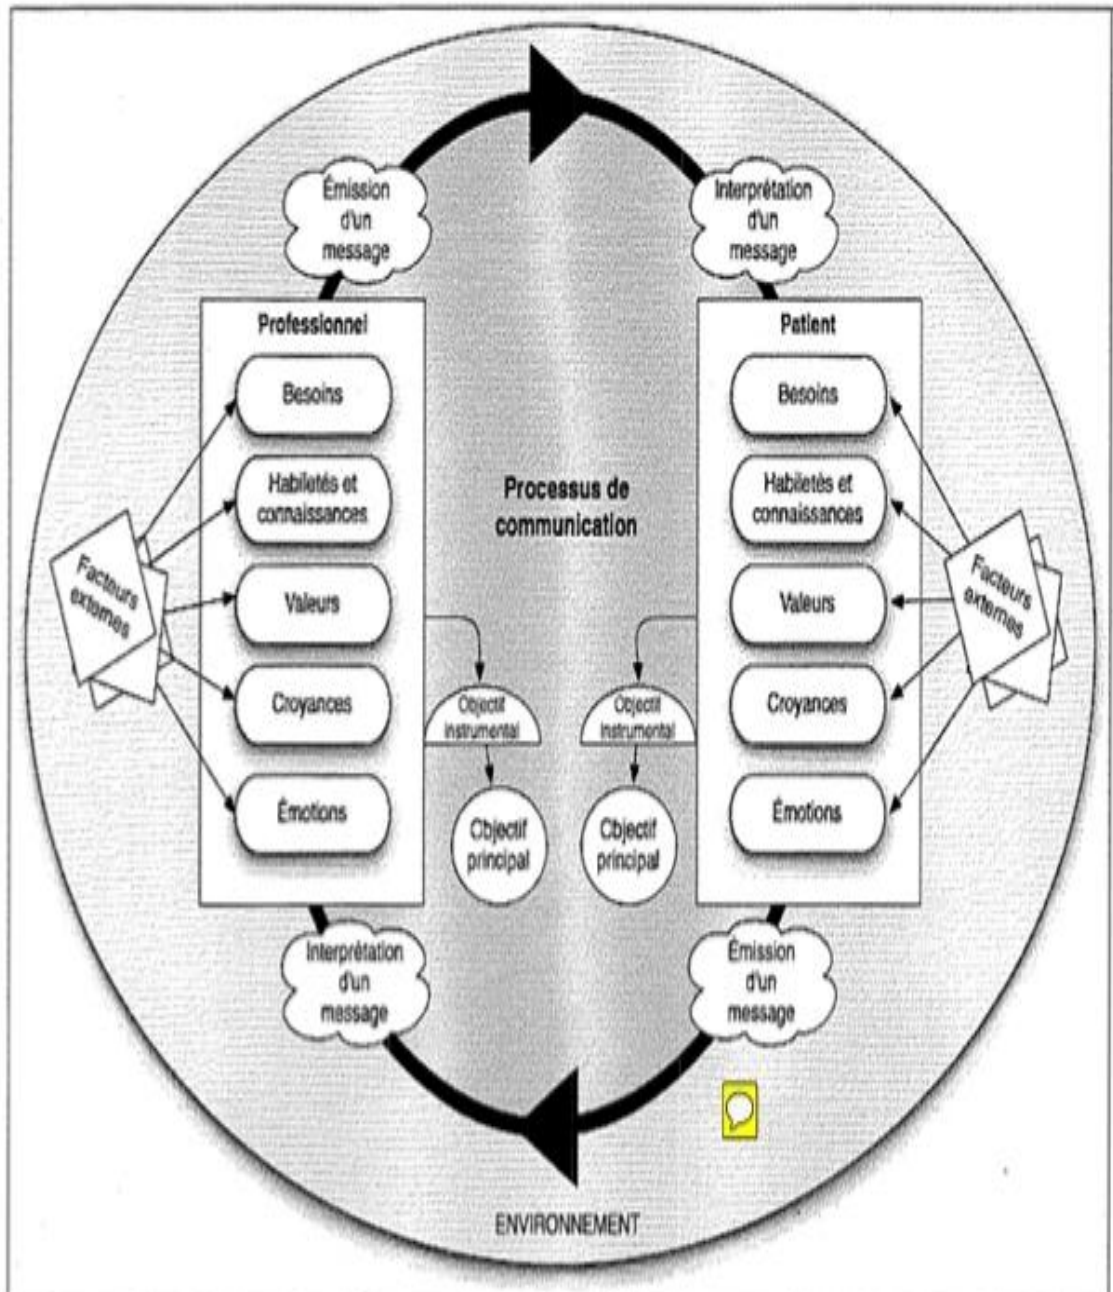 Émission
d'un
message
Interprétation
d'un
message
Professionnel
Besoins
Habiletés et
connaissances
Valeurs
Croyances
Émotions
Facteurs
externes
Processus de
communication
Objectif
instrumental
Objectif
principal
Objectif
instrumental
Objectif
principal
Patient
Besoins
Habiletés et
connaissances
Valeurs
Croyances
Émotions
Facteurs
externes
Interprétation
d'un
message
Émission
d'un
message
ENVIRONNEMENT